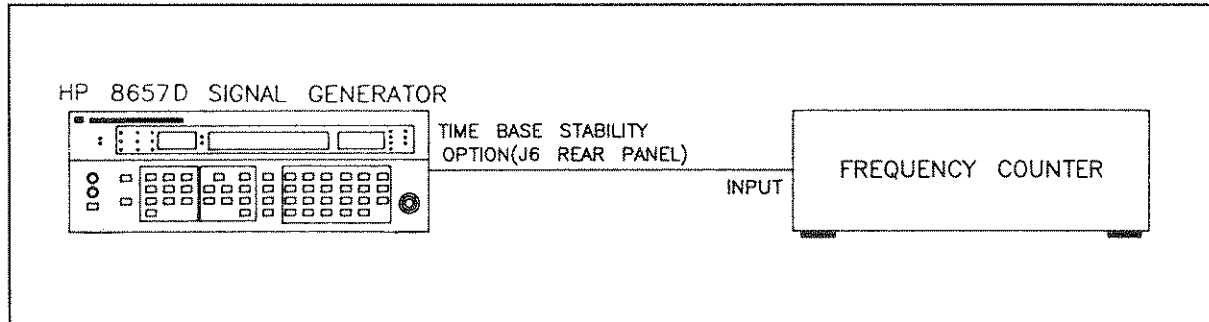 HP 8657D SIGNAL GENERATOR
TIME BASE STABILITY
OPTION(J6 REAR PANEL)
INPUT
FREQUENCY COUNTER